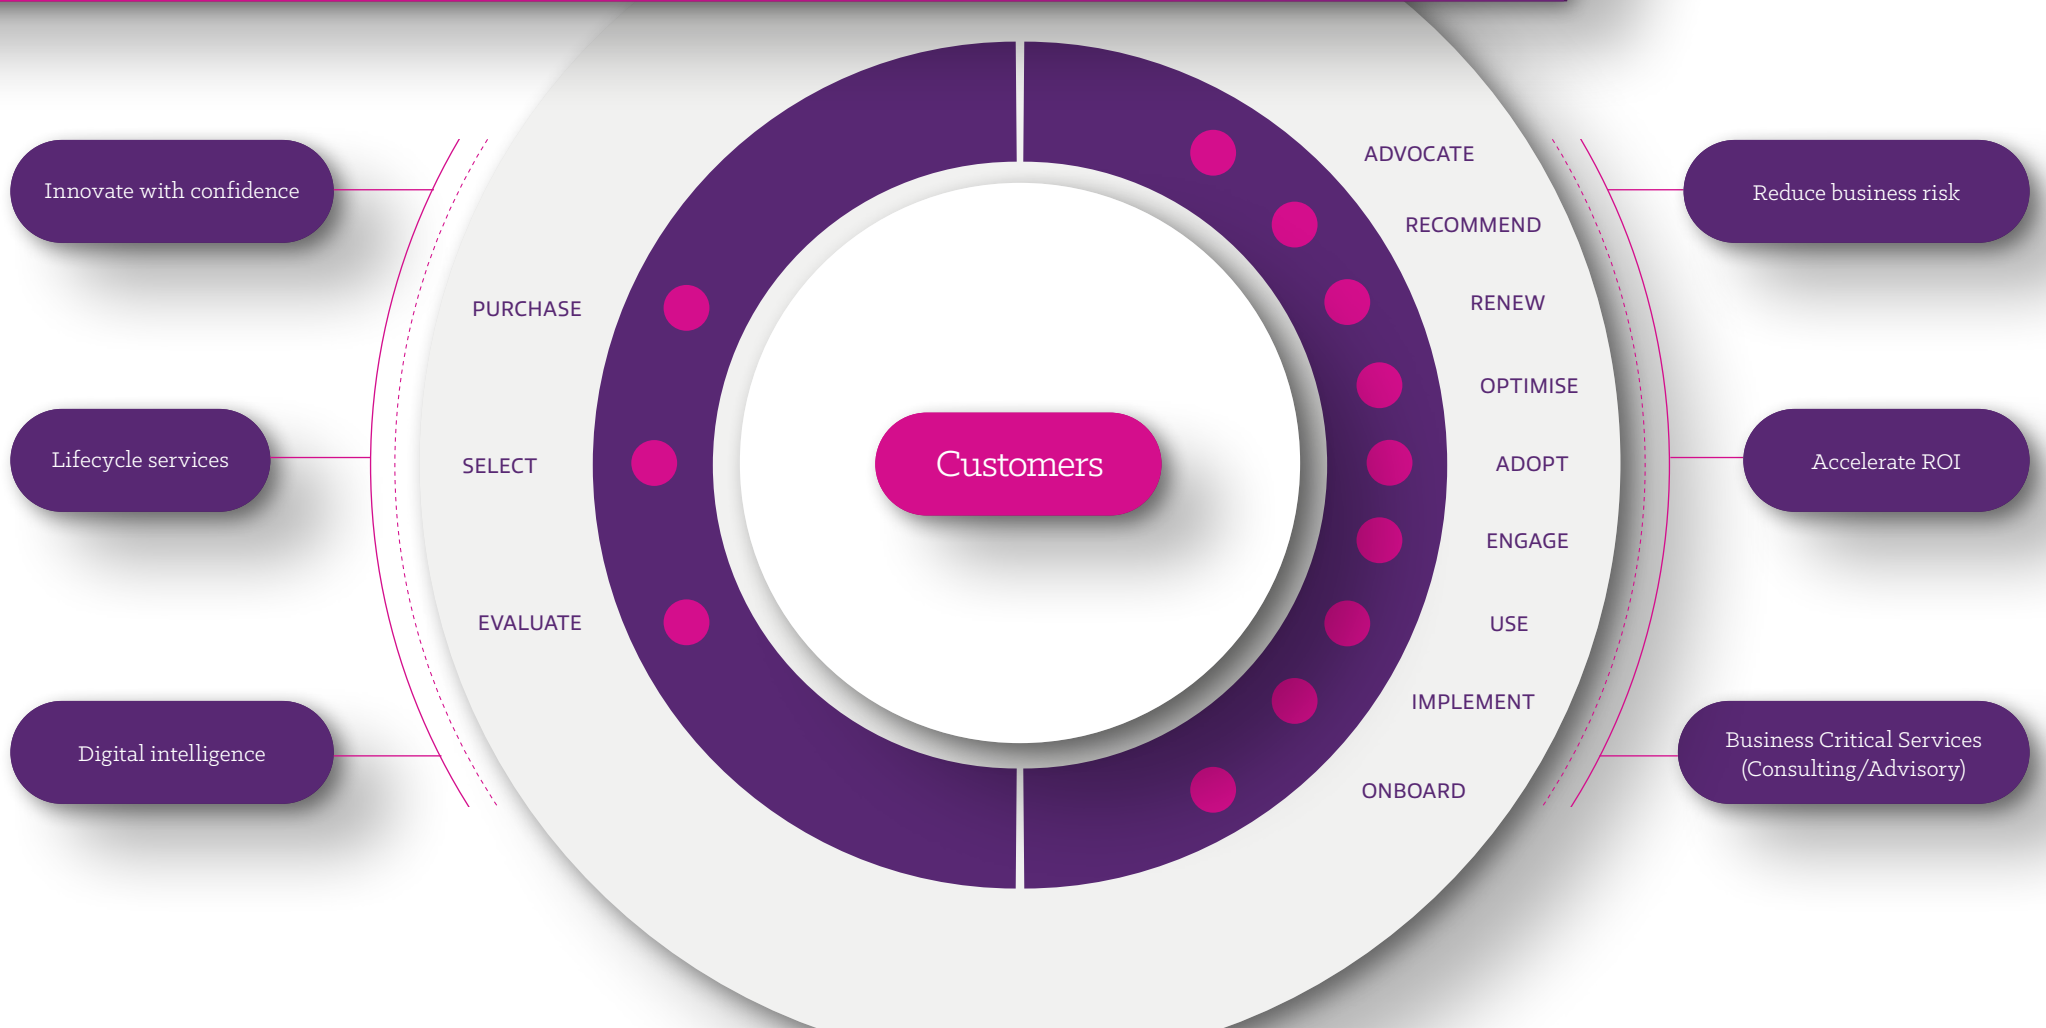 Innovate with confidence
Lifecycle services
Digital intelligence
PURCHASE
SELECT
EVALUATE
Customers
ADVOCATE
RECOMMEND
RENEW
OPTIMISE
ADOPT
ENGAGE
USE
IMPLEMENT
ONBOARD
Reduce business risk
Accelerate ROI
Business Critical Services
(Consulting/Advisory)